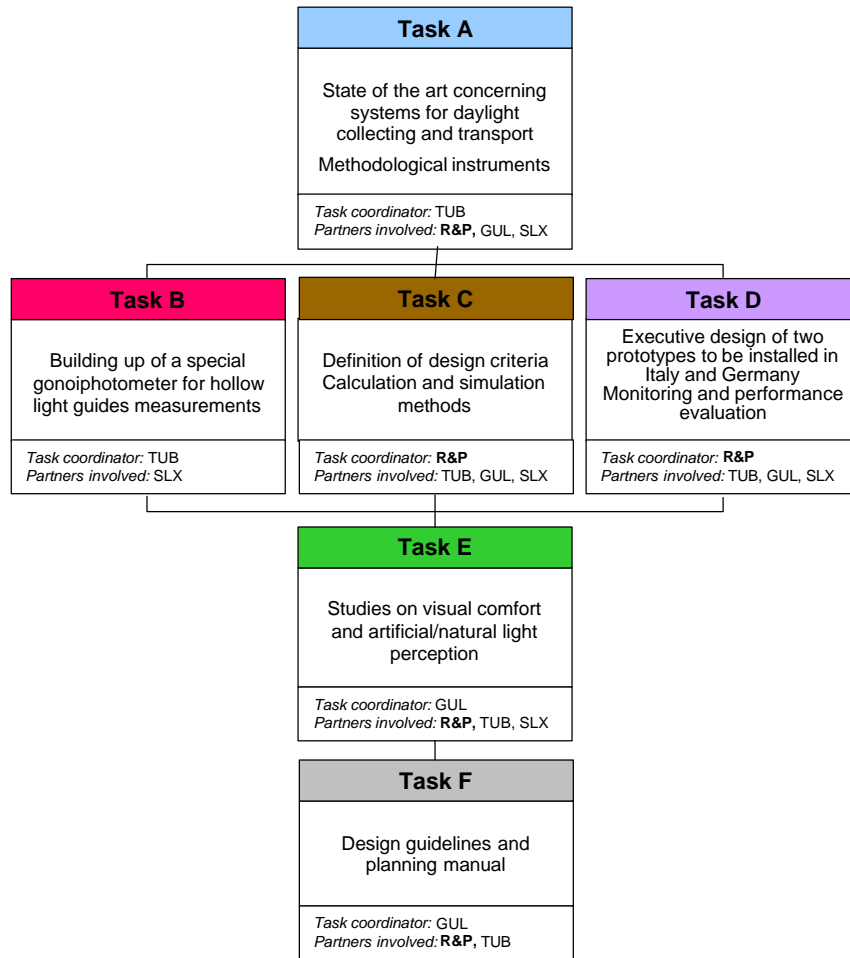 Task A
State of the art concerning
systems for daylight
collecting and transport
Methodological instruments
Task coordinator: TUB
Partners involved: R&P, GUL, SLX
Task B
Building up of a special
gonoiphotometer for hollow
light guides measurements
Task coordinator: TUB
Partners involved: SLX
Task C
Definition of design criteria
Calculation and simulation
methods
Task coordinator: R&P
Partners involved: TUB, GUL, SLX
Task D
Executive design of two
prototypes to be installed in
Italy and Germany
Monitoring and performance
evaluation
Task coordinator: R&P
Partners involved: TUB, GUL, SLX
Task E
Studies on visual comfort
and artificial/natural light
perception
Task coordinator: GUL
Partners involved: R&P, TUB, SLX
Task F
Design guidelines and
planning manual
Task coordinator: GUL
Partners involved: R&P, TUB